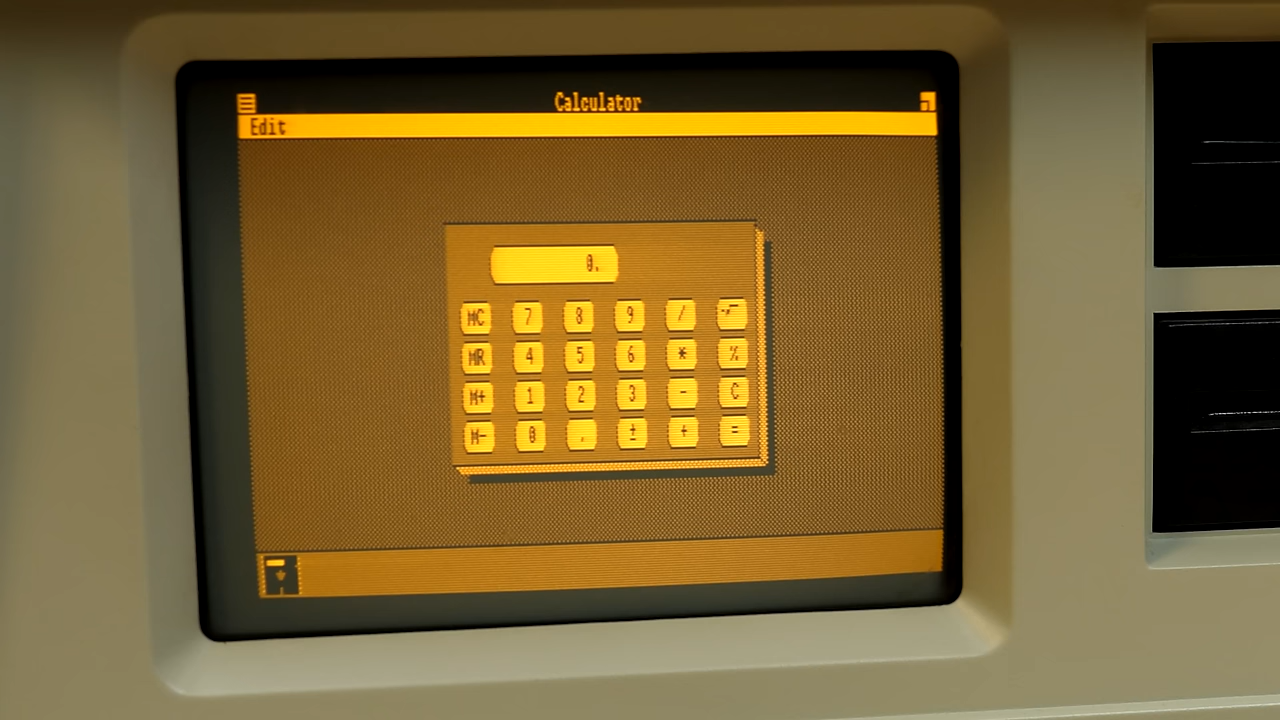 Calculator
Edit
0.
MC 7 8 9 / √
MR 4 5 6 * %
M+ 1 2 3 - C
M- 0 . ± + =